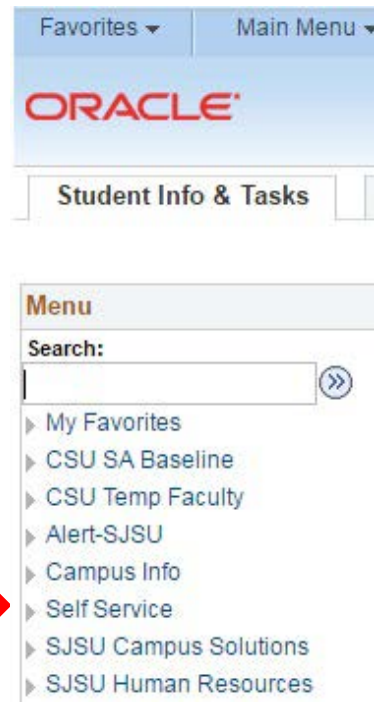 Favorites Main Menu
ORACLE
Student Info & Tasks
Menu
Search:
My Favorites
CSU SA Baseline
CSU Temp Faculty
Alert-SJSU
Campus Info
Self Service
SJSU Campus Solutions
SJSU Human Resources